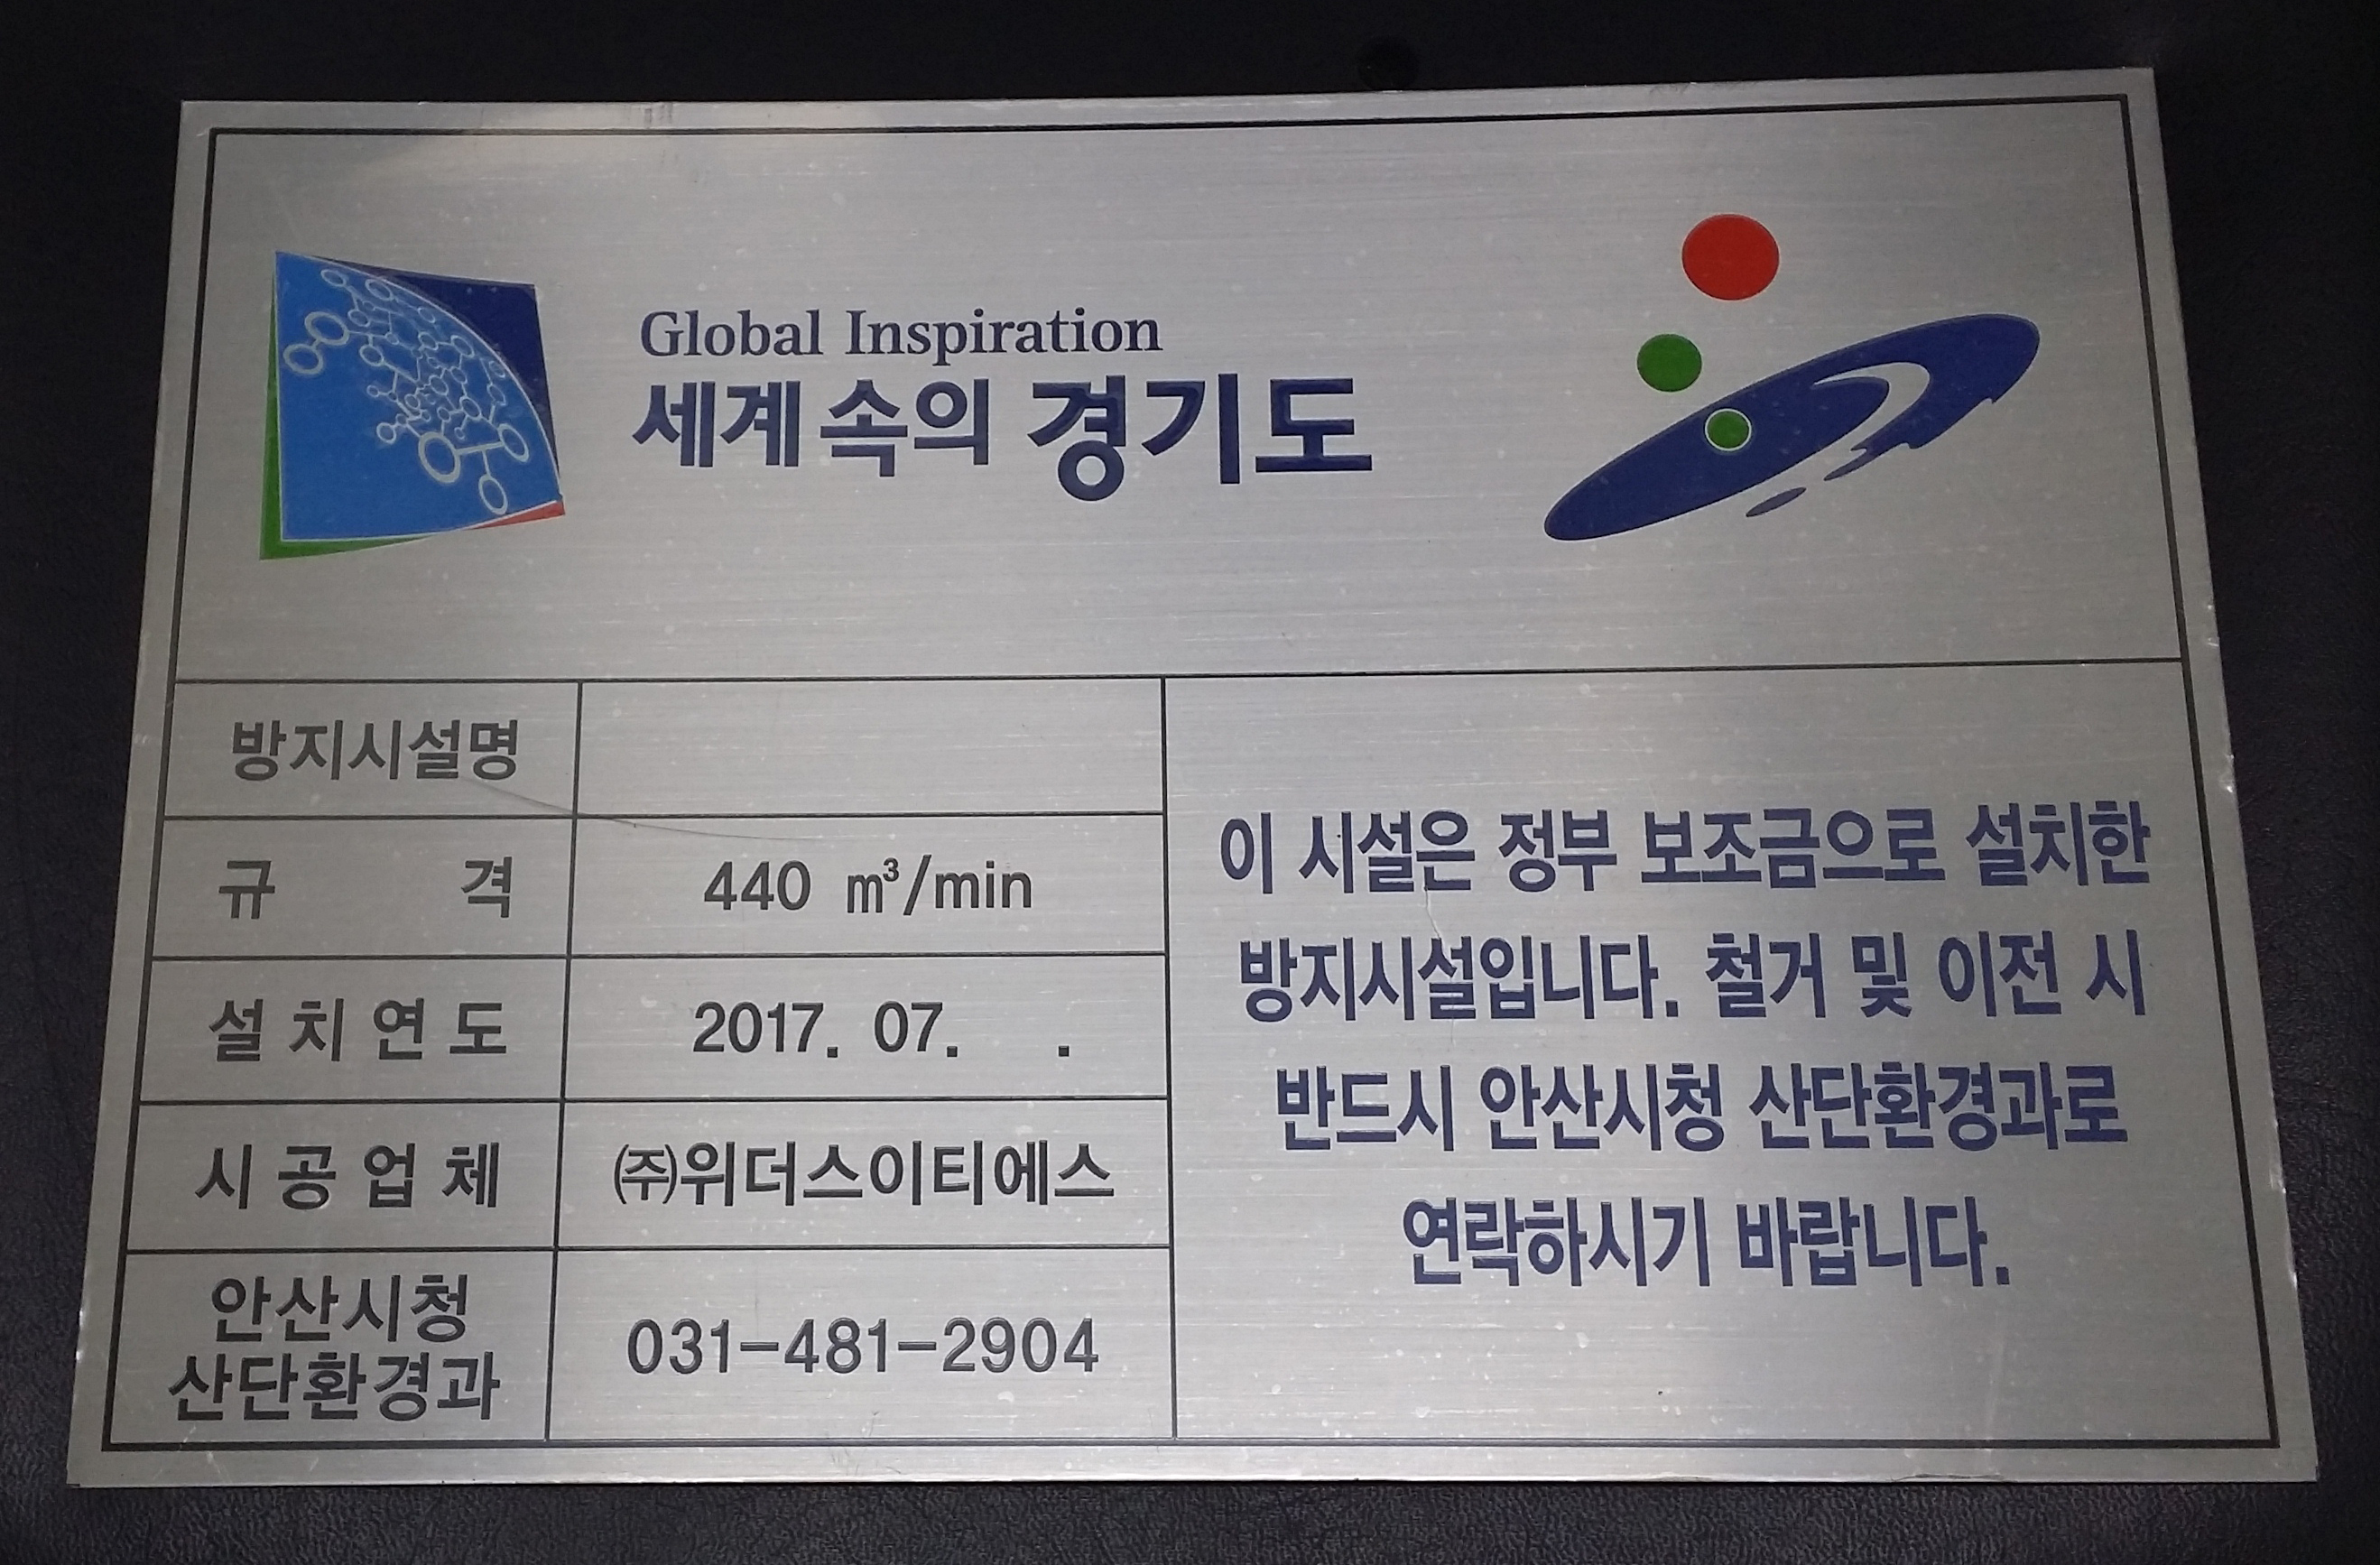 Global Inspiration
세계 속의 경기도
방지시설명
규 격 440 ㎥/min
설 치 연 도 2017. 07. .
시 공 업 체 ㈜위더스이티에스
안산시청
산단환경과 031-481-2904
이 시설은 정부 보조금으로 설치한
방지시설입니다. 철거 및 이전 시
반드시 안산시청 산단환경과로
연락하시기 바랍니다.